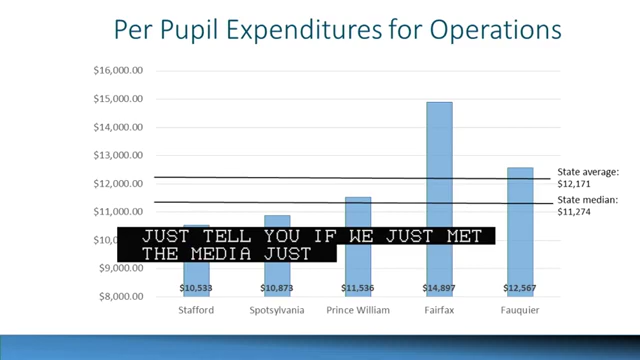 Per Pupil Expenditures for Operations
$16,000.00
$15,000.00
$14,000.00
$13,000.00
$12,000.00
$11,000.00
$9,000.00
$8,000.00
State average:
$12,171
State median:
$11,274
JUST TELL YOU IF WE JUST MET
THE MEDIA JUST
$10,533 $10,873 $11,536 $14,897 $12,567
Stafford Spotsylvania Prince William Fairfax Fauquier